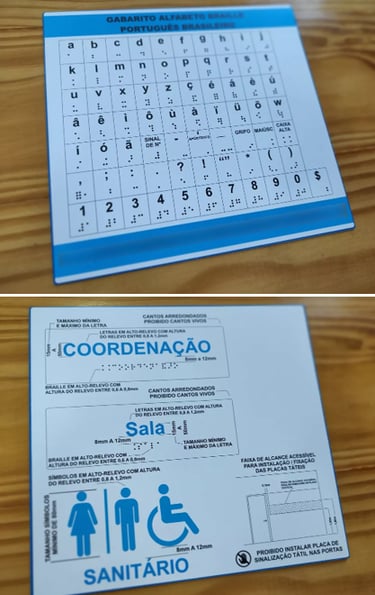 GABARITO ALFABETO BRAILLE
PORTUGUÊS BRASILEIRO
a b c d e f g h i j
k l m n o p q r s t
u v x y z ç é á é ú
â ê ì ô ù à ï ü õ w
í ó ã SINAL DE Nº - — GRIFO MAIÚSC. CAIXA ALTA
, ; : . ? ! “” * ( )
1 2 3 4 5 6 7 8 9 0 $
TAMANHO MÍNIMO
E MÁXIMO DA LETRA
CANTOS ARREDONDADOS
PROIBIDO CANTOS VIVOS
LETRAS EM ALTO-RELEVO COM ALTURA
DO RELEVO ENTRE 0,8 A 1,2mm
15mm A 50mm
COORDENAÇÃO
8mm a 12mm
BRAILLE EM ALTO-RELEVO COM
ALTURA DO RELEVO ENTRE 0,6 A 0,8mm
CANTOS ARREDONDADOS
PROIBIDO CANTOS VIVOS
LETRAS EM ALTO-RELEVO COM ALTURA
DO RELEVO ENTRE 0,8 A 1,2mm
Sala
15mm A 50mm
8mm A 12mm
TAMANHO MÍNIMO
E MÁXIMO DA LETRA
BRAILLE EM ALTO-RELEVO COM
ALTURA DO RELEVO ENTRE 0,6 A 0,8mm
SÍMBOLOS EM ALTO-RELEVO COM ALTURA
DO RELEVO ENTRE 0,8 A 1,2mm
TAMANHO SÍMBOLOS
MÍNIMO DE 80mm
8mm A 12mm
SANITÁRIO
FAIXA DE ALCANCE ACESSÍVEL
PARA INSTALAÇÃO / FIXAÇÃO
DAS PLACAS TÁTEIS
PROIBIDO INSTALAR PLACA DE
SINALIZAÇÃO TÁTIL NAS PORTAS